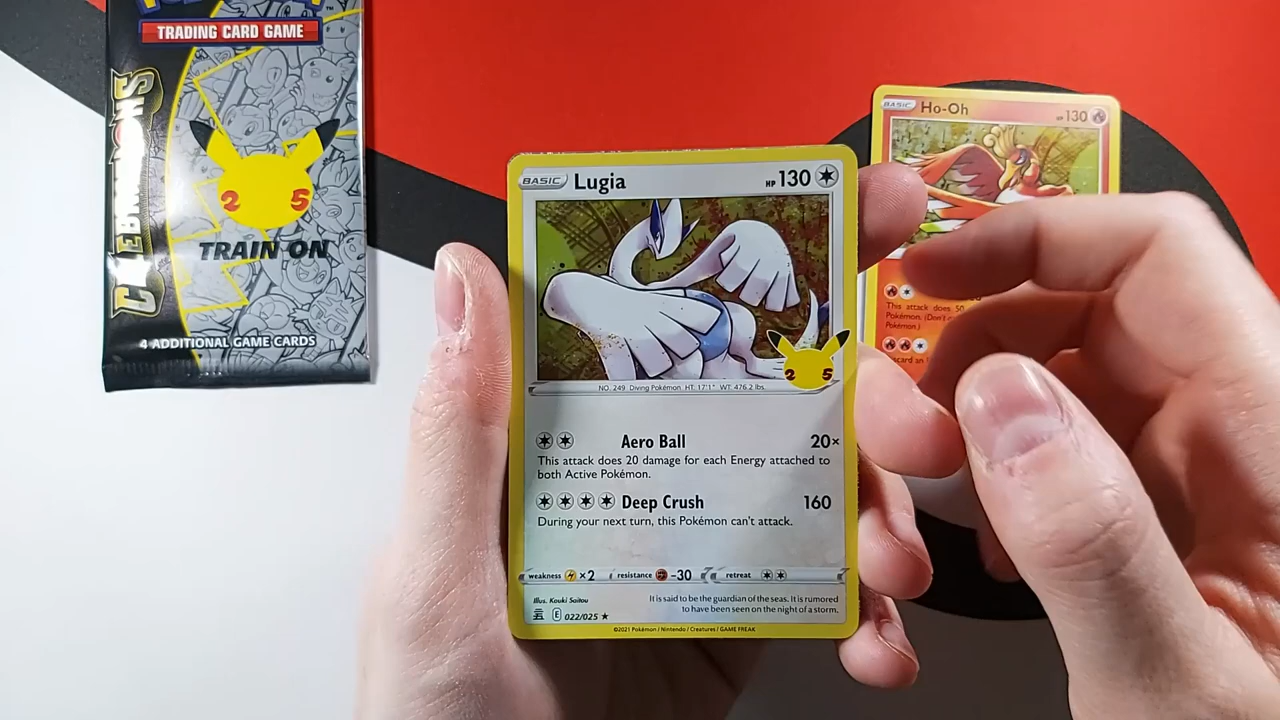 TRADING CARD GAME
CELEBRATIONS
25
TRAIN ON
4 ADDITIONAL GAME CARDS
BASIC Lugia HP 130
25
NO. 249 Diving Pokémon HT: 17'1" WT: 476.2 lbs.
Aero Ball 20×
This attack does 20 damage for each Energy attached to
both Active Pokémon.
Deep Crush 160
During your next turn, this Pokémon can't attack.
weakness ×2 resistance -30 retreat
Illus. Kouki Saitou
It is said to be the guardian of the seas. It is rumored
to have been seen on the night of a storm.
E 022/025 ★
©2021 Pokémon / Nintendo / Creatures / GAME FREAK
BASIC Ho-Oh HP 130
This attack does 50
Pokémon. (Don't
Pokémon.)